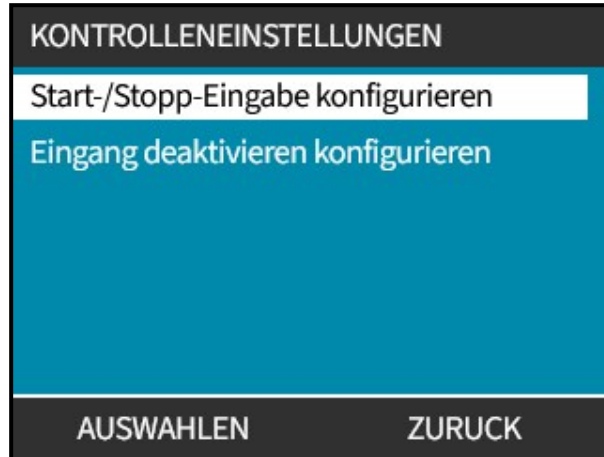 KONTROLLENEINSTELLUNGEN
Start-/Stopp-Eingabe konfigurieren
Eingang deaktivieren konfigurieren
AUSWAHLEN ZURUCK